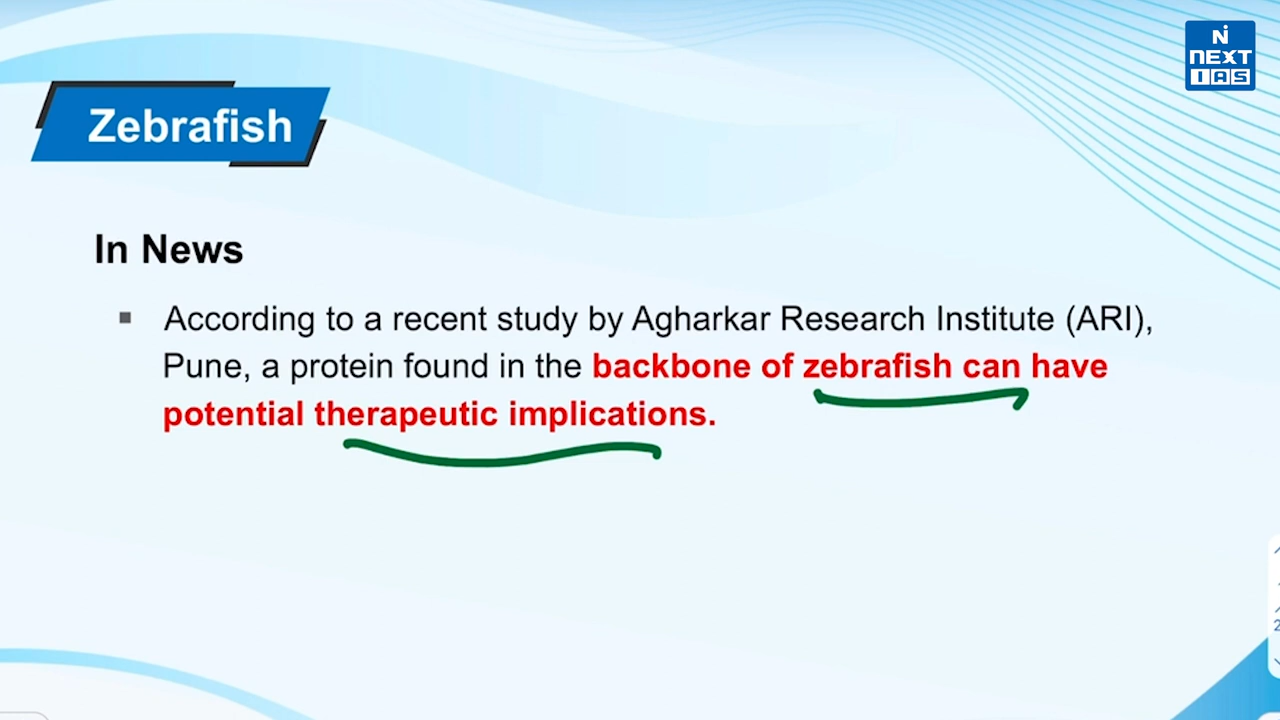 NEXT
IAS
Zebrafish
In News
▪ According to a recent study by Agharkar Research Institute (ARI),
Pune, a protein found in the backbone of zebrafish can have
potential therapeutic implications.
2